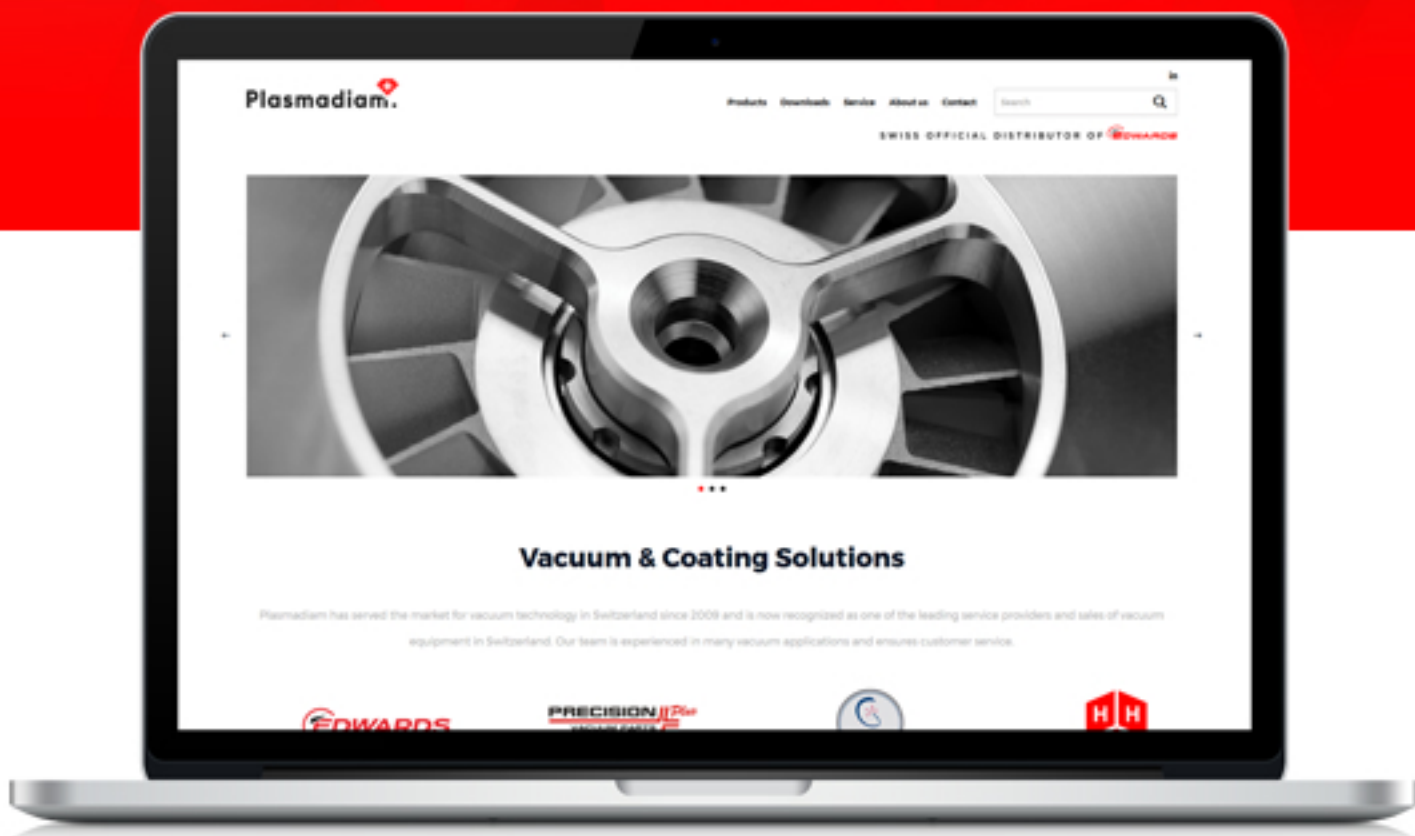 Plasmadiam.
in
Products Downloads Service About us Contact Search
SWISS OFFICIAL DISTRIBUTOR OF EDWARDS
Vacuum & Coating Solutions
Plasmadiam has served the market for vacuum technology in Switzerland since 2009 and is now recognized as one of the leading service providers and sales of vacuum
equipment in Switzerland. Our team is experienced in many vacuum applications and ensures customer service.
EDWARDS
PRECISION Plus
VACUUM PARTS
H H